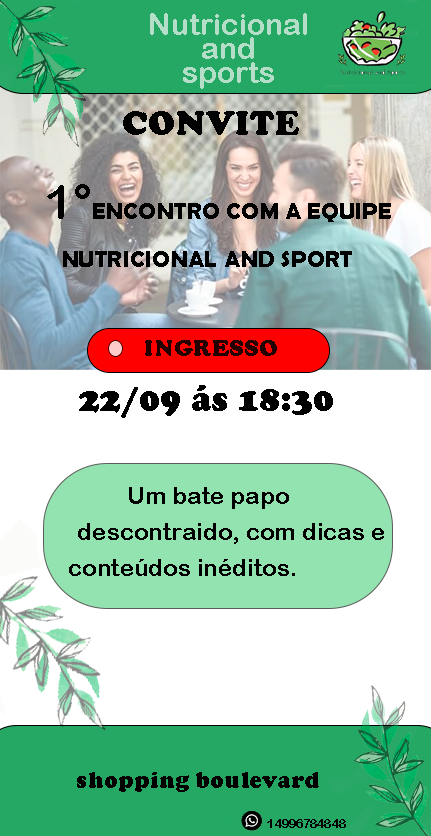 Nutricional
and
sports
CONVITE
1° ENCONTRO COM A EQUIPE
NUTRICIONAL AND SPORT
INGRESSO
22/09 ás 18:30
Um bate papo
descontraido, com dicas e
conteúdos inéditos.
shopping boulevard
14996784848